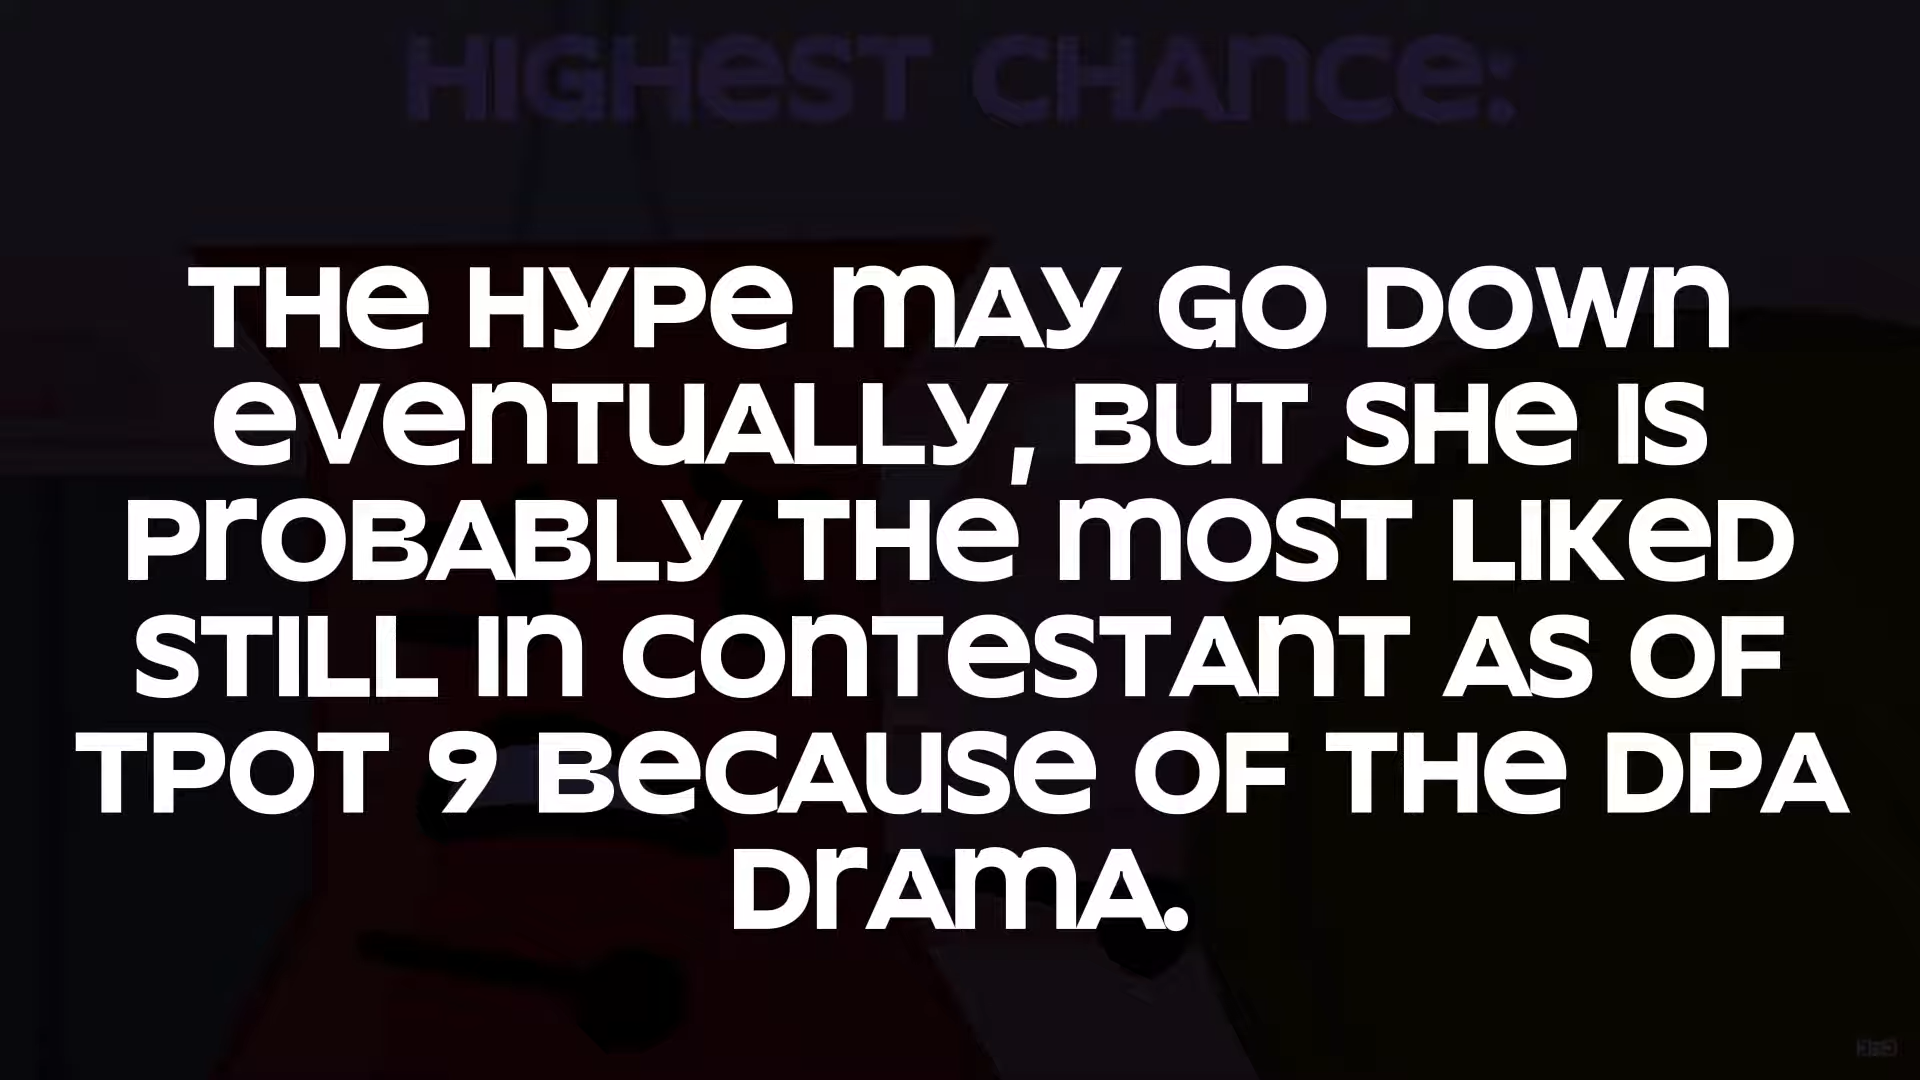 HIGHEST CHANCE:
THE HYPE MAY GO DOWN
EVENTUALLY, BUT SHE IS
PROBABLY THE MOST LIKED
STILL IN CONTESTANT AS OF
TPOT 9 BECAUSE OF THE DPA
DRAMA.